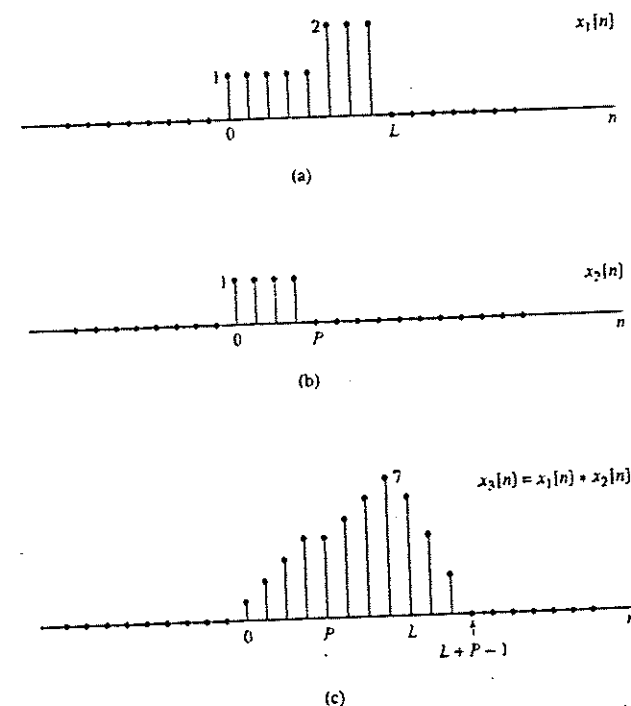 2
x₁[n]
1
0
L
n
(a)
1
x₂[n]
0
P
n
(b)
7
x₃[n] = x₁[n] * x₂[n]
0
P
L
n
L + P − 1
(c)